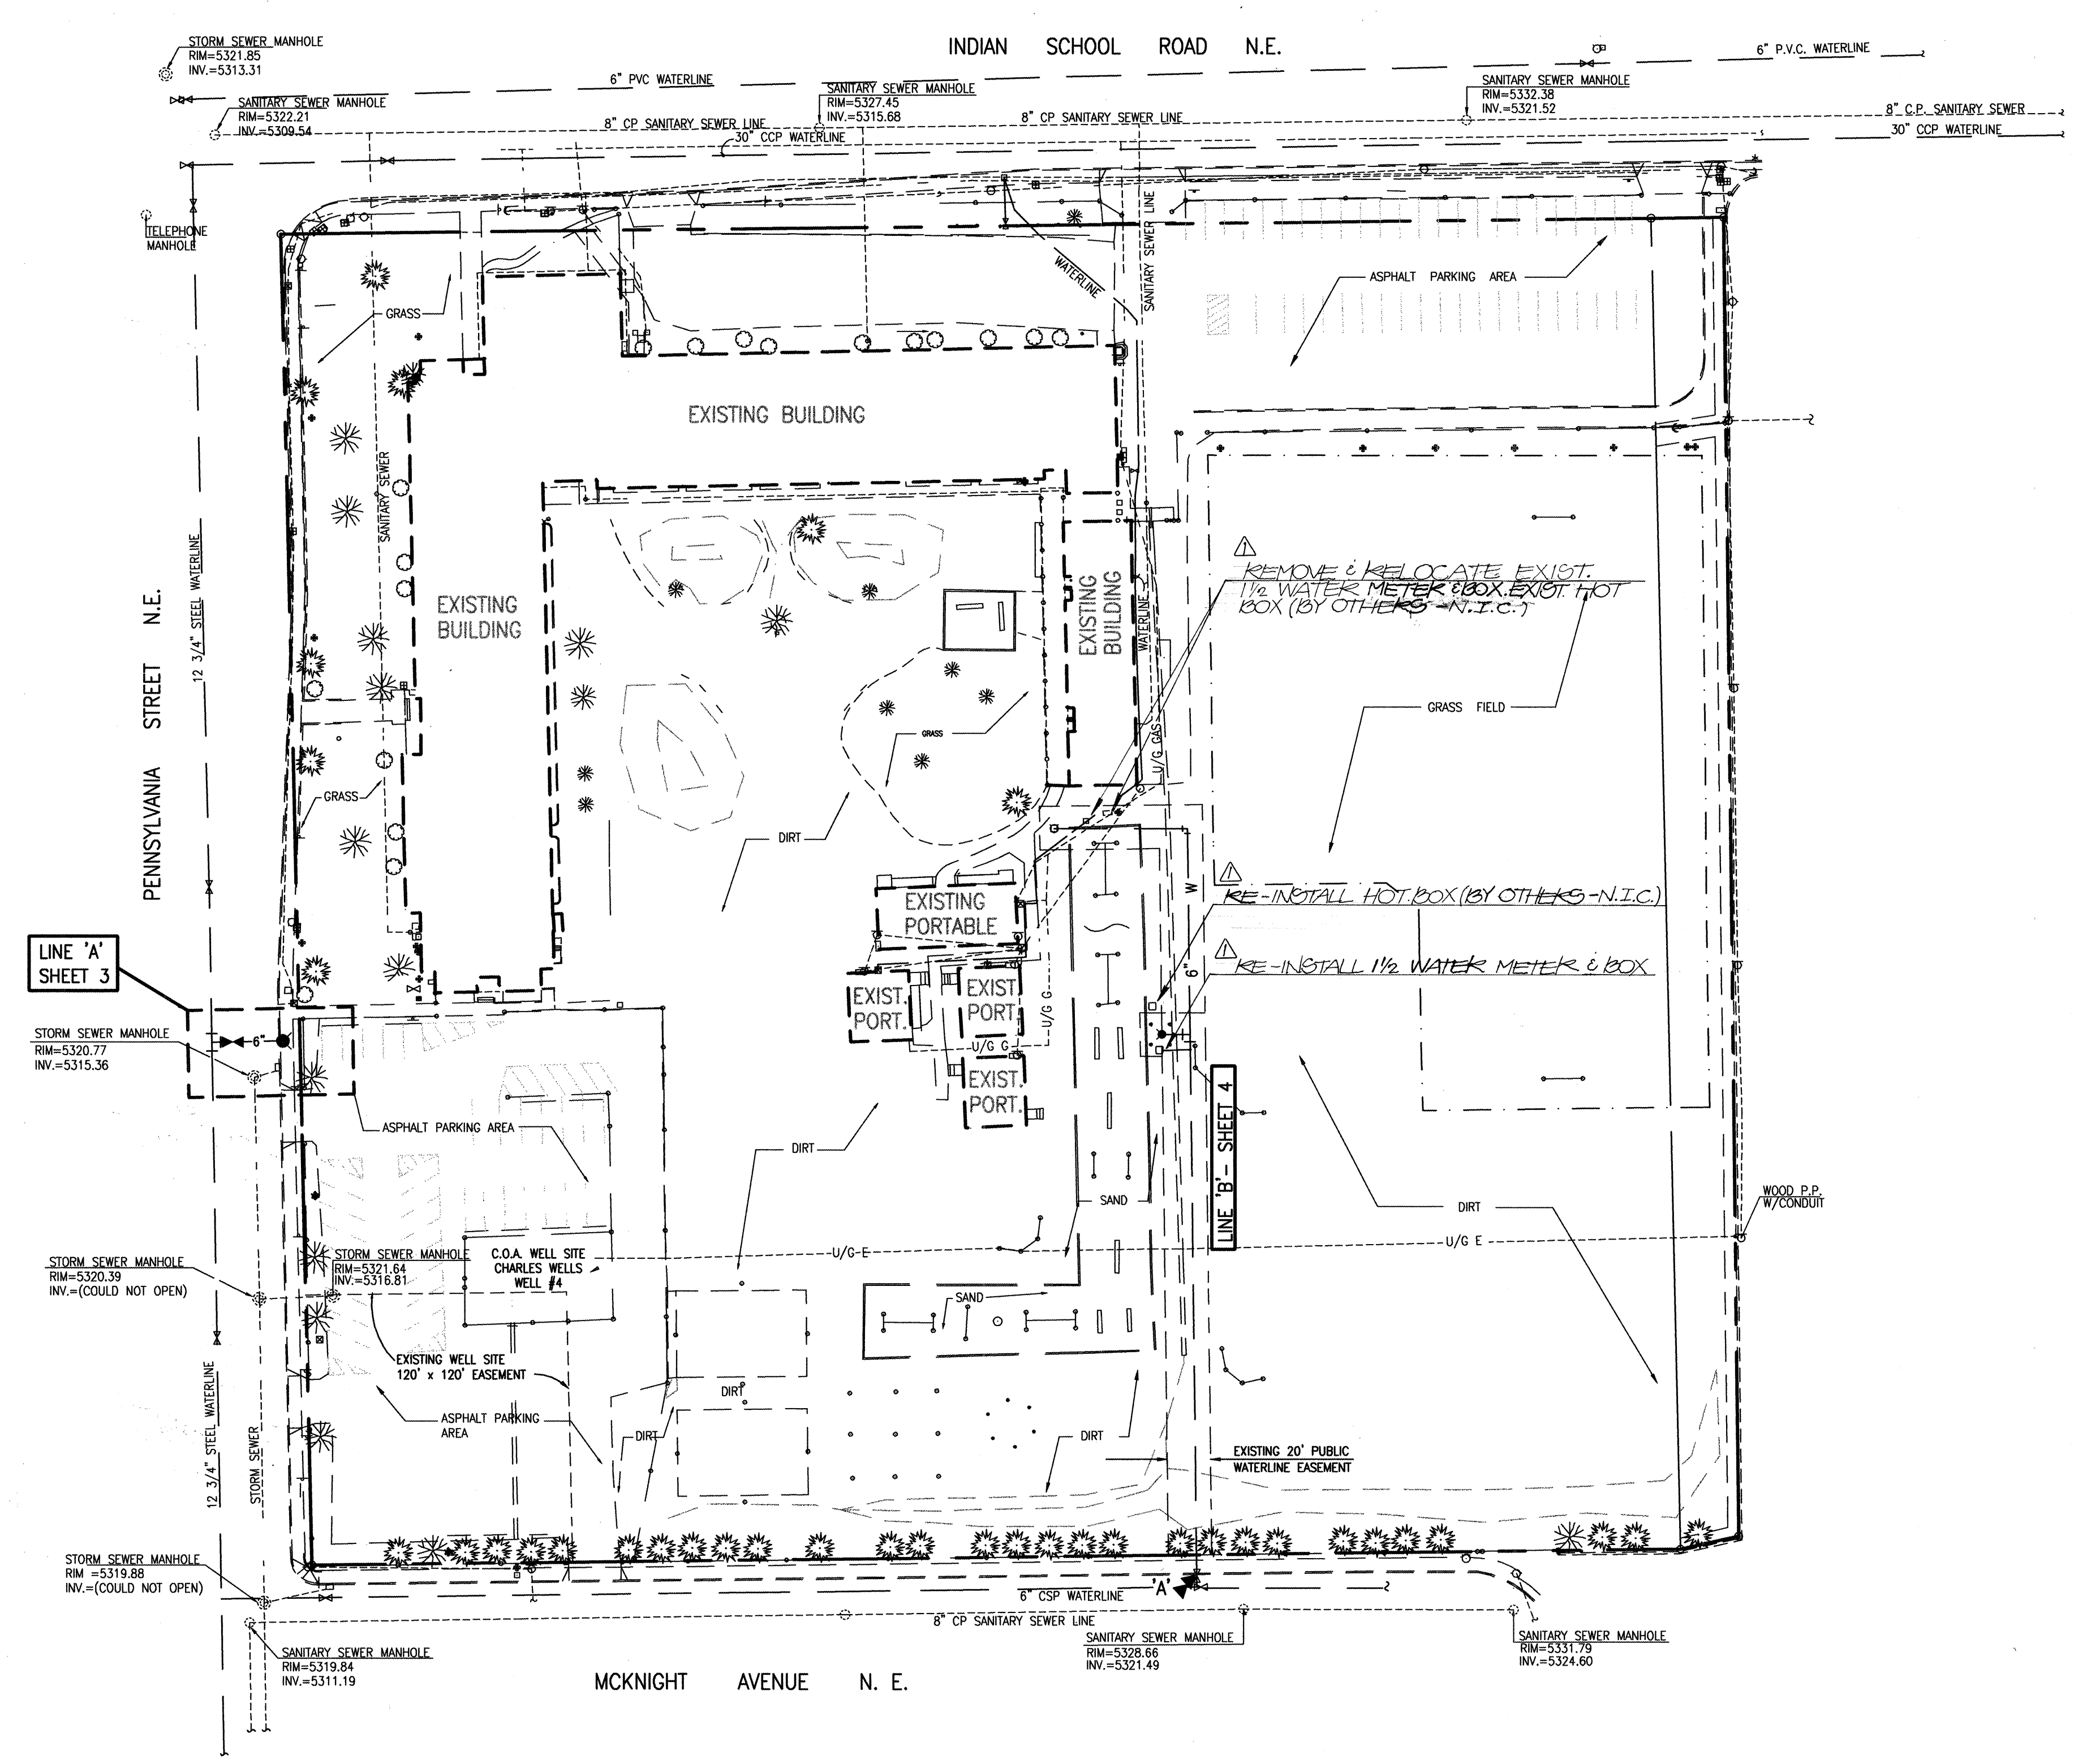 INDIAN SCHOOL ROAD N.E.
STORM SEWER MANHOLE
RIM=5321.85
INV.=5313.31
6" PVC WATERLINE
6" P.V.C. WATERLINE
SANITARY SEWER MANHOLE
RIM=5322.21
INV.=5309.54
SANITARY SEWER MANHOLE
RIM=5327.45
INV.=5315.68
SANITARY SEWER MANHOLE
RIM=5332.38
INV.=5321.52
8" CP SANITARY SEWER LINE
8" CP SANITARY SEWER LINE
8" C.P. SANITARY SEWER
30" CCP WATERLINE
30" CCP WATERLINE
TELEPHONE
MANHOLE
SANITARY SEWER LINE
WATERLINE
ASPHALT PARKING AREA
GRASS
EXISTING BUILDING
SANITARY SEWER
12 3/4" STEEL WATERLINE
PENNSYLVANIA STREET N.E.
EXISTING
BUILDING
EXISTING
BUILDING
WATERLINE
1
REMOVE & RELOCATE EXIST.
1½ WATER METER & BOX. EXIST. HOT
BOX (BY OTHERS -N.I.C.)
GRASS FIELD
GRASS
U/G GAS
GRASS
DIRT
1
RE-INSTALL HOT BOX (BY OTHERS -N.I.C.)
W
6"
EXISTING
PORTABLE
1
RE-INSTALL 1½ WATER METER & BOX
LINE 'A'
SHEET 3
EXIST.
PORT.
EXIST.
PORT.
U/G G
U/G G
EXIST.
PORT.
6"
STORM SEWER MANHOLE
RIM=5320.77
INV.=5315.36
ASPHALT PARKING AREA
DIRT
SAND
LINE 'B'- SHEET 4
DIRT
WOOD P.P.
W/CONDUIT
U/G E
U/G E
STORM SEWER MANHOLE
RIM=5320.39
INV.=(COULD NOT OPEN)
STORM SEWER MANHOLE
RIM=5321.64
INV.=5316.81
C.O.A. WELL SITE
CHARLES WELLS
WELL #4
SAND
EXISTING WELL SITE
120' x 120' EASEMENT
DIRT
ASPHALT PARKING
AREA
DIRT
DIRT
EXISTING 20' PUBLIC
WATERLINE EASEMENT
12 3/4" STEEL WATERLINE
STORM SEWER
STORM SEWER MANHOLE
RIM =5319.88
INV.=(COULD NOT OPEN)
'A'
6" CSP WATERLINE
8" CP SANITARY SEWER LINE
SANITARY SEWER MANHOLE
RIM=5319.84
INV.=5311.19
SANITARY SEWER MANHOLE
RIM=5328.66
INV.=5321.49
SANITARY SEWER MANHOLE
RIM=5331.79
INV.=5324.60
MCKNIGHT AVENUE N. E.